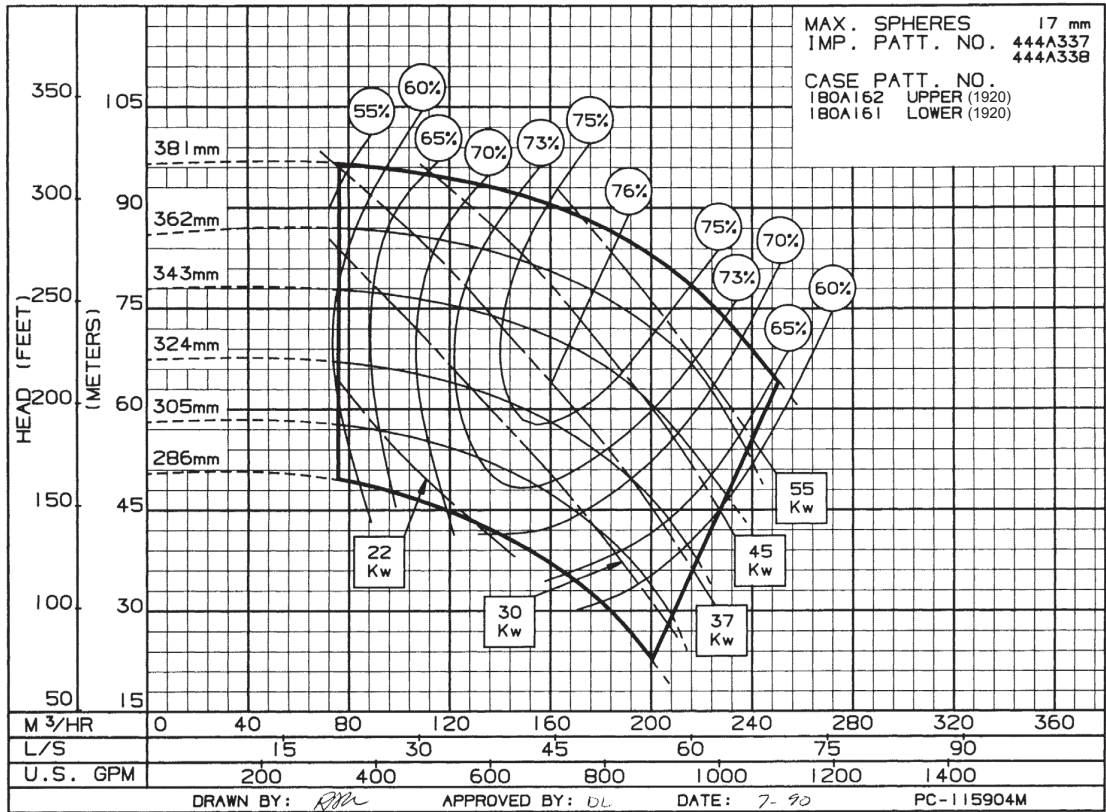 MAX. SPHERES 17 mm
IMP. PATT. NO. 444A337
444A338
CASE PATT. NO.
180A162 UPPER (1920)
180A161 LOWER (1920)
HEAD (FEET)
(METERS)
350
300
250
200
150
100
50
105
90
75
60
45
30
15
381mm
362mm
343mm
324mm
305mm
286mm
55%
60%
65%
70%
73%
75%
76%
75%
73%
70%
65%
60%
22
Kw
30
Kw
37
Kw
45
Kw
55
Kw
M³/HR 0 40 80 120 160 200 240 280 320 360
L/S 15 30 45 60 75 90
U.S. GPM 200 400 600 800 1000 1200 1400
DRAWN BY: APPROVED BY: DL DATE: 7-90 PC-115904M